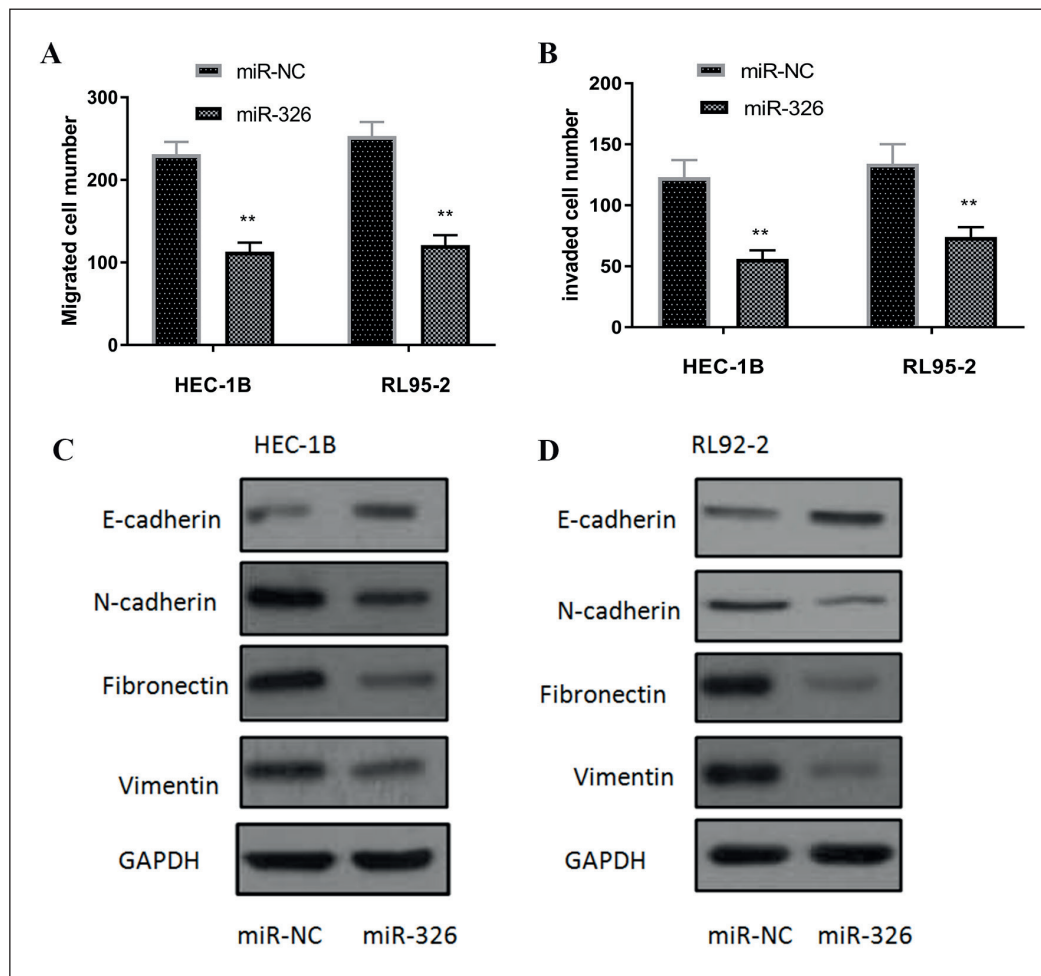 A
miR-NC
miR-326
Migrated cell mumber
300
200
100
0
**
**
HEC-1B
RL95-2
B
miR-NC
miR-326
invaded cell number
200
150
100
50
0
**
**
HEC-1B
RL95-2
C
HEC-1B
E-cadherin
N-cadherin
Fibronectin
Vimentin
GAPDH
miR-NC
miR-326
D
RL92-2
E-cadherin
N-cadherin
Fibronectin
Vimentin
GAPDH
miR-NC
miR-326